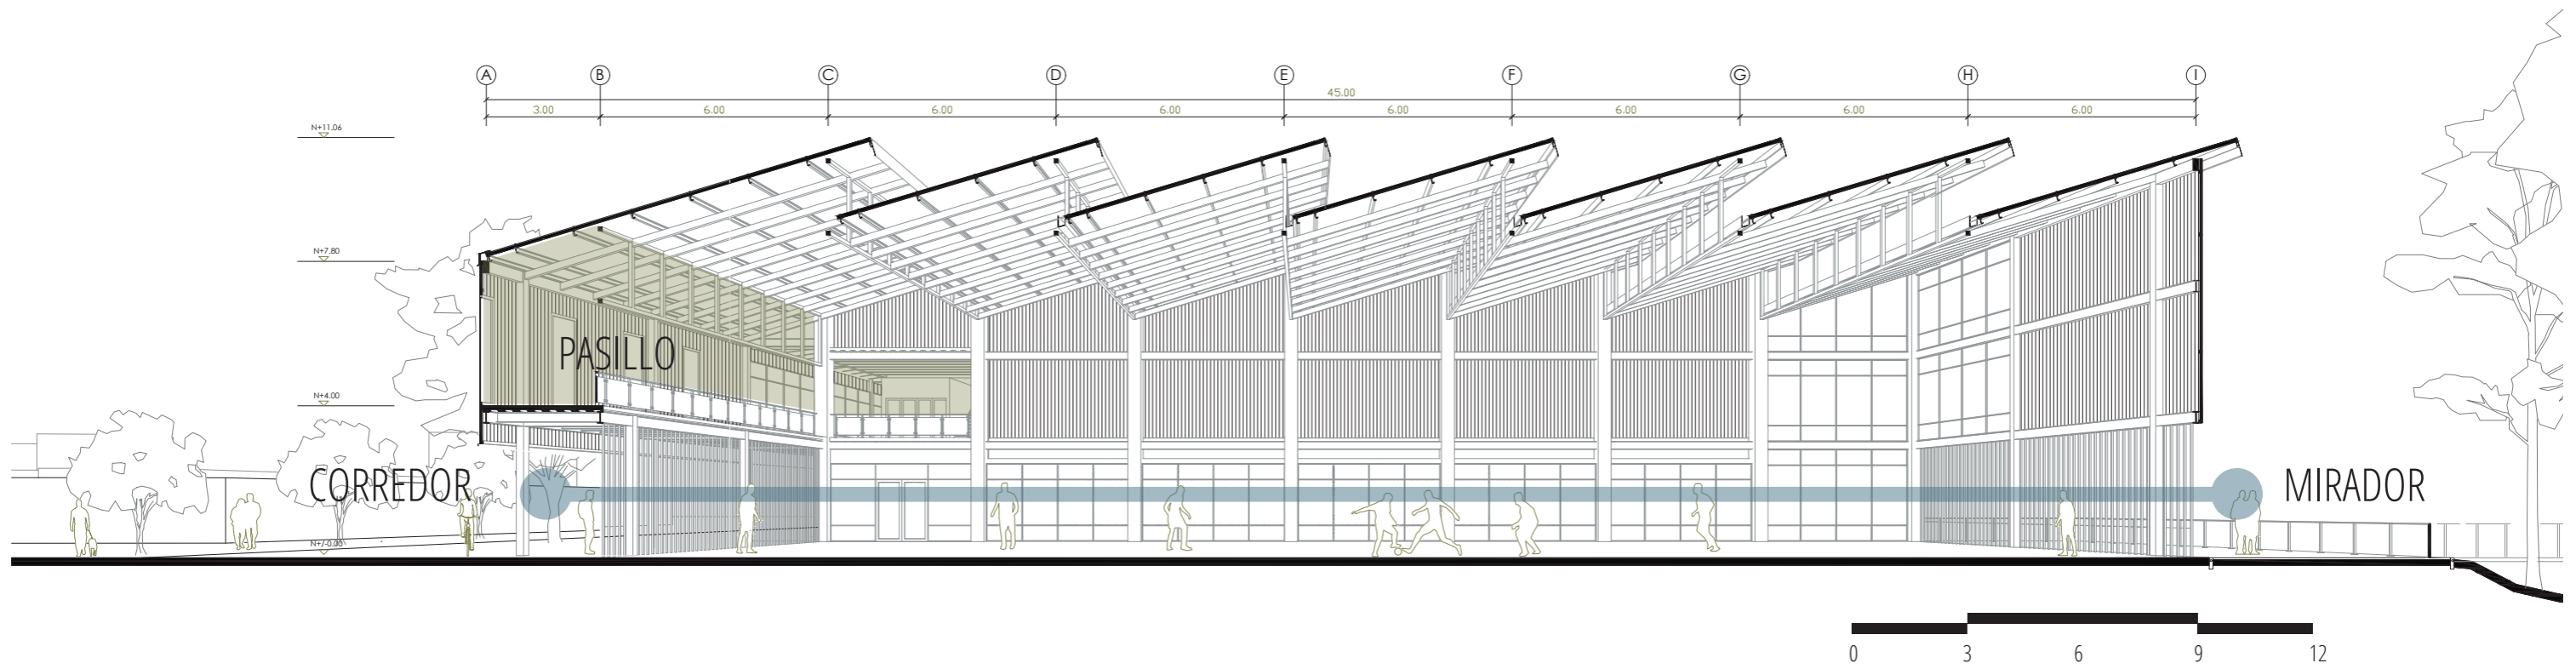 A B C D E F G H I
45.00
3.00 6.00 6.00 6.00 6.00 6.00 6.00 6.00
N+11.06
N+7.80
PASILLO
N+4.00
CORREDOR
MIRADOR
N+/-0.00
0 3 6 9 12